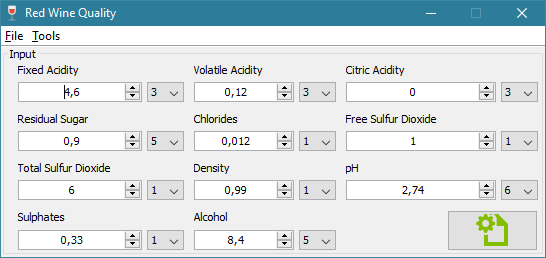 Red Wine Quality
File Tools
Input
Fixed Acidity Volatile Acidity Citric Acidity
4,6 3 0,12 3 0 3
Residual Sugar Chlorides Free Sulfur Dioxide
0,9 5 0,012 1 1 1
Total Sulfur Dioxide Density pH
6 1 0,99 1 2,74 6
Sulphates Alcohol
0,33 1 8,4 5